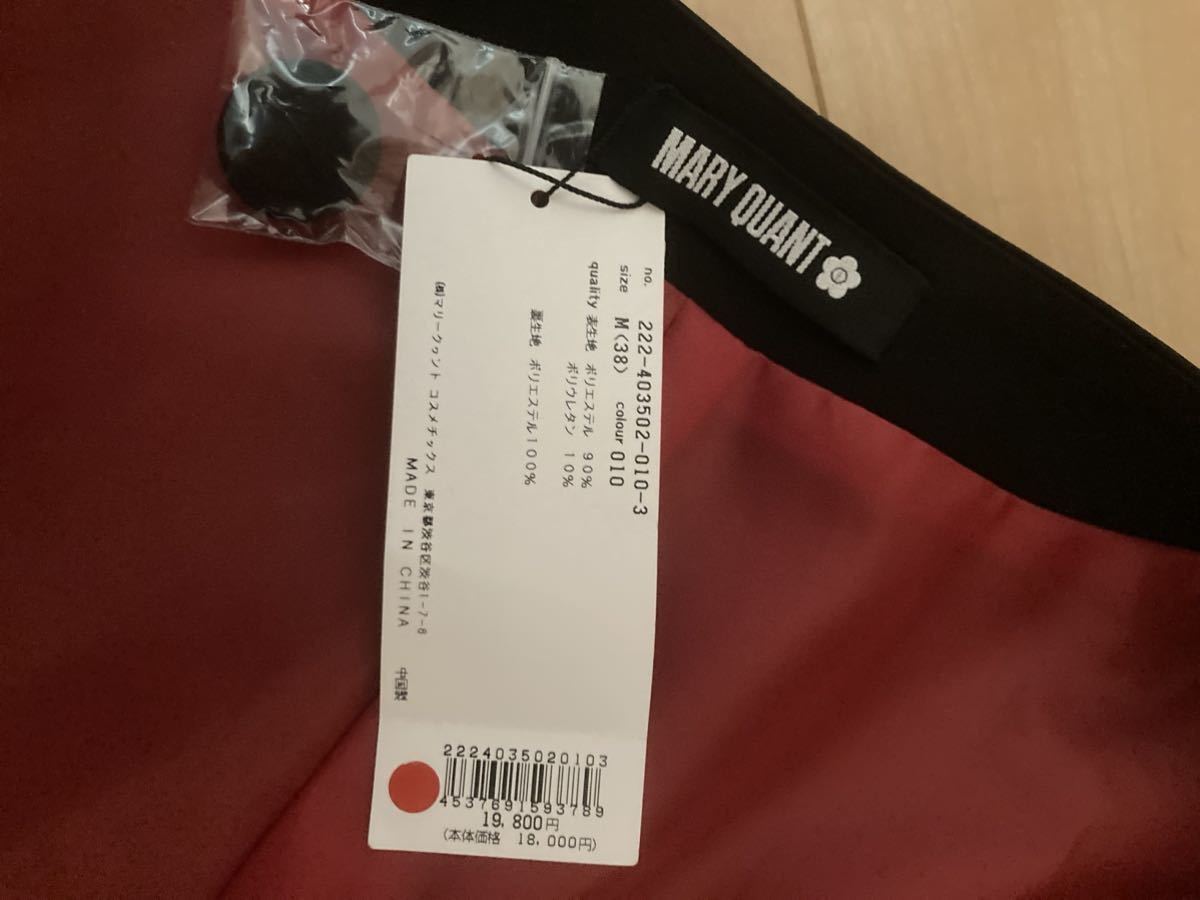 MARY QUANT
no. 222-403502-010-3
size M(38) colour 010
quality 表生地 ポリエステル 90%
ポリウレタン 10%
裏生地 ポリエステル100%
㈱マリークヮント コスメチックス 東京都渋谷区渋谷1-7-6
MADE IN CHINA 中国製
2224035020103
4537691593789
19,800円
(本体価格 18,000円)